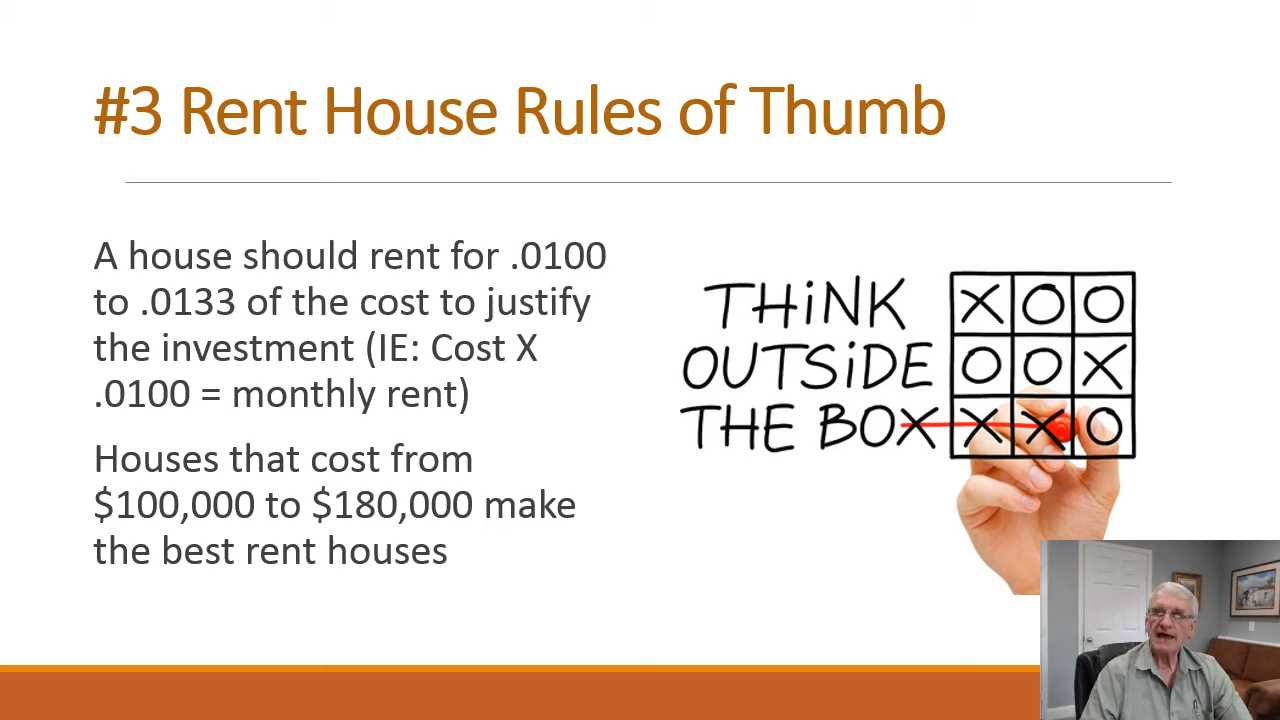 #3 Rent House Rules of Thumb
A house should rent for .0100
to .0133 of the cost to justify
the investment (IE: Cost X
.0100 = monthly rent)
Houses that cost from
$100,000 to $180,000 make
the best rent houses
THiNK
OUTSiDE
THE BOX
X O O
O O X
X X O